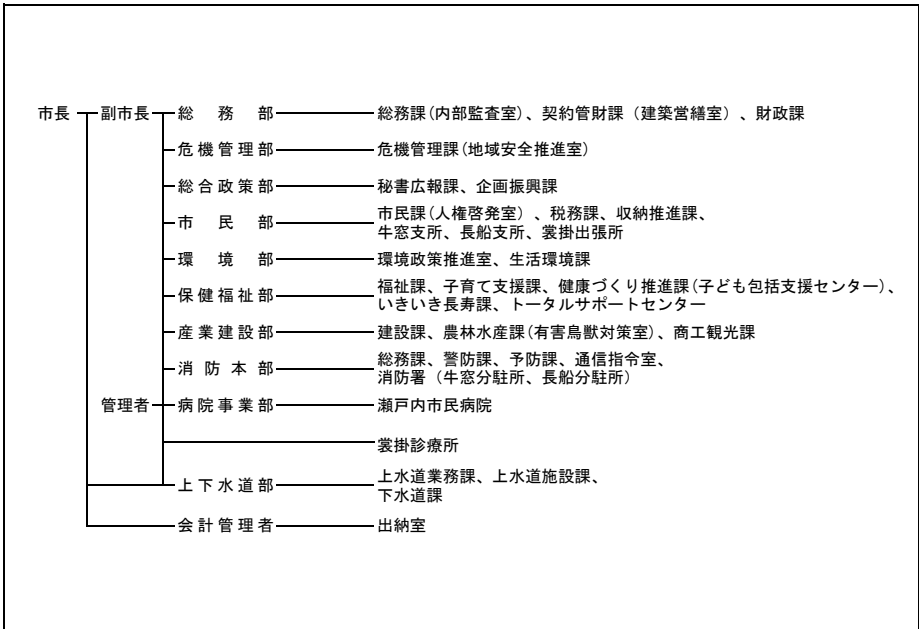 市長 副市長 総務部 総務課(内部監査室)、契約管財課（建築営繕室）、財政課
危機管理部 危機管理課(地域安全推進室)
総合政策部 秘書広報課、企画振興課
市民部 市民課(人権啓発室）、税務課、収納推進課、
牛窓支所、長船支所、裳掛出張所
環境部 環境政策推進室、生活環境課
保健福祉部 福祉課、子育て支援課、健康づくり推進課(子ども包括支援センター)、
いきいき長寿課、トータルサポートセンター
産業建設部 建設課、農林水産課(有害鳥獣対策室)、商工観光課
消防本部 総務課、警防課、予防課、通信指令室、
消防署（牛窓分駐所、長船分駐所）
管理者 病院事業部 瀬戸内市民病院
裳掛診療所
上下水道部 上水道業務課、上水道施設課、
下水道課
会計管理者 出納室